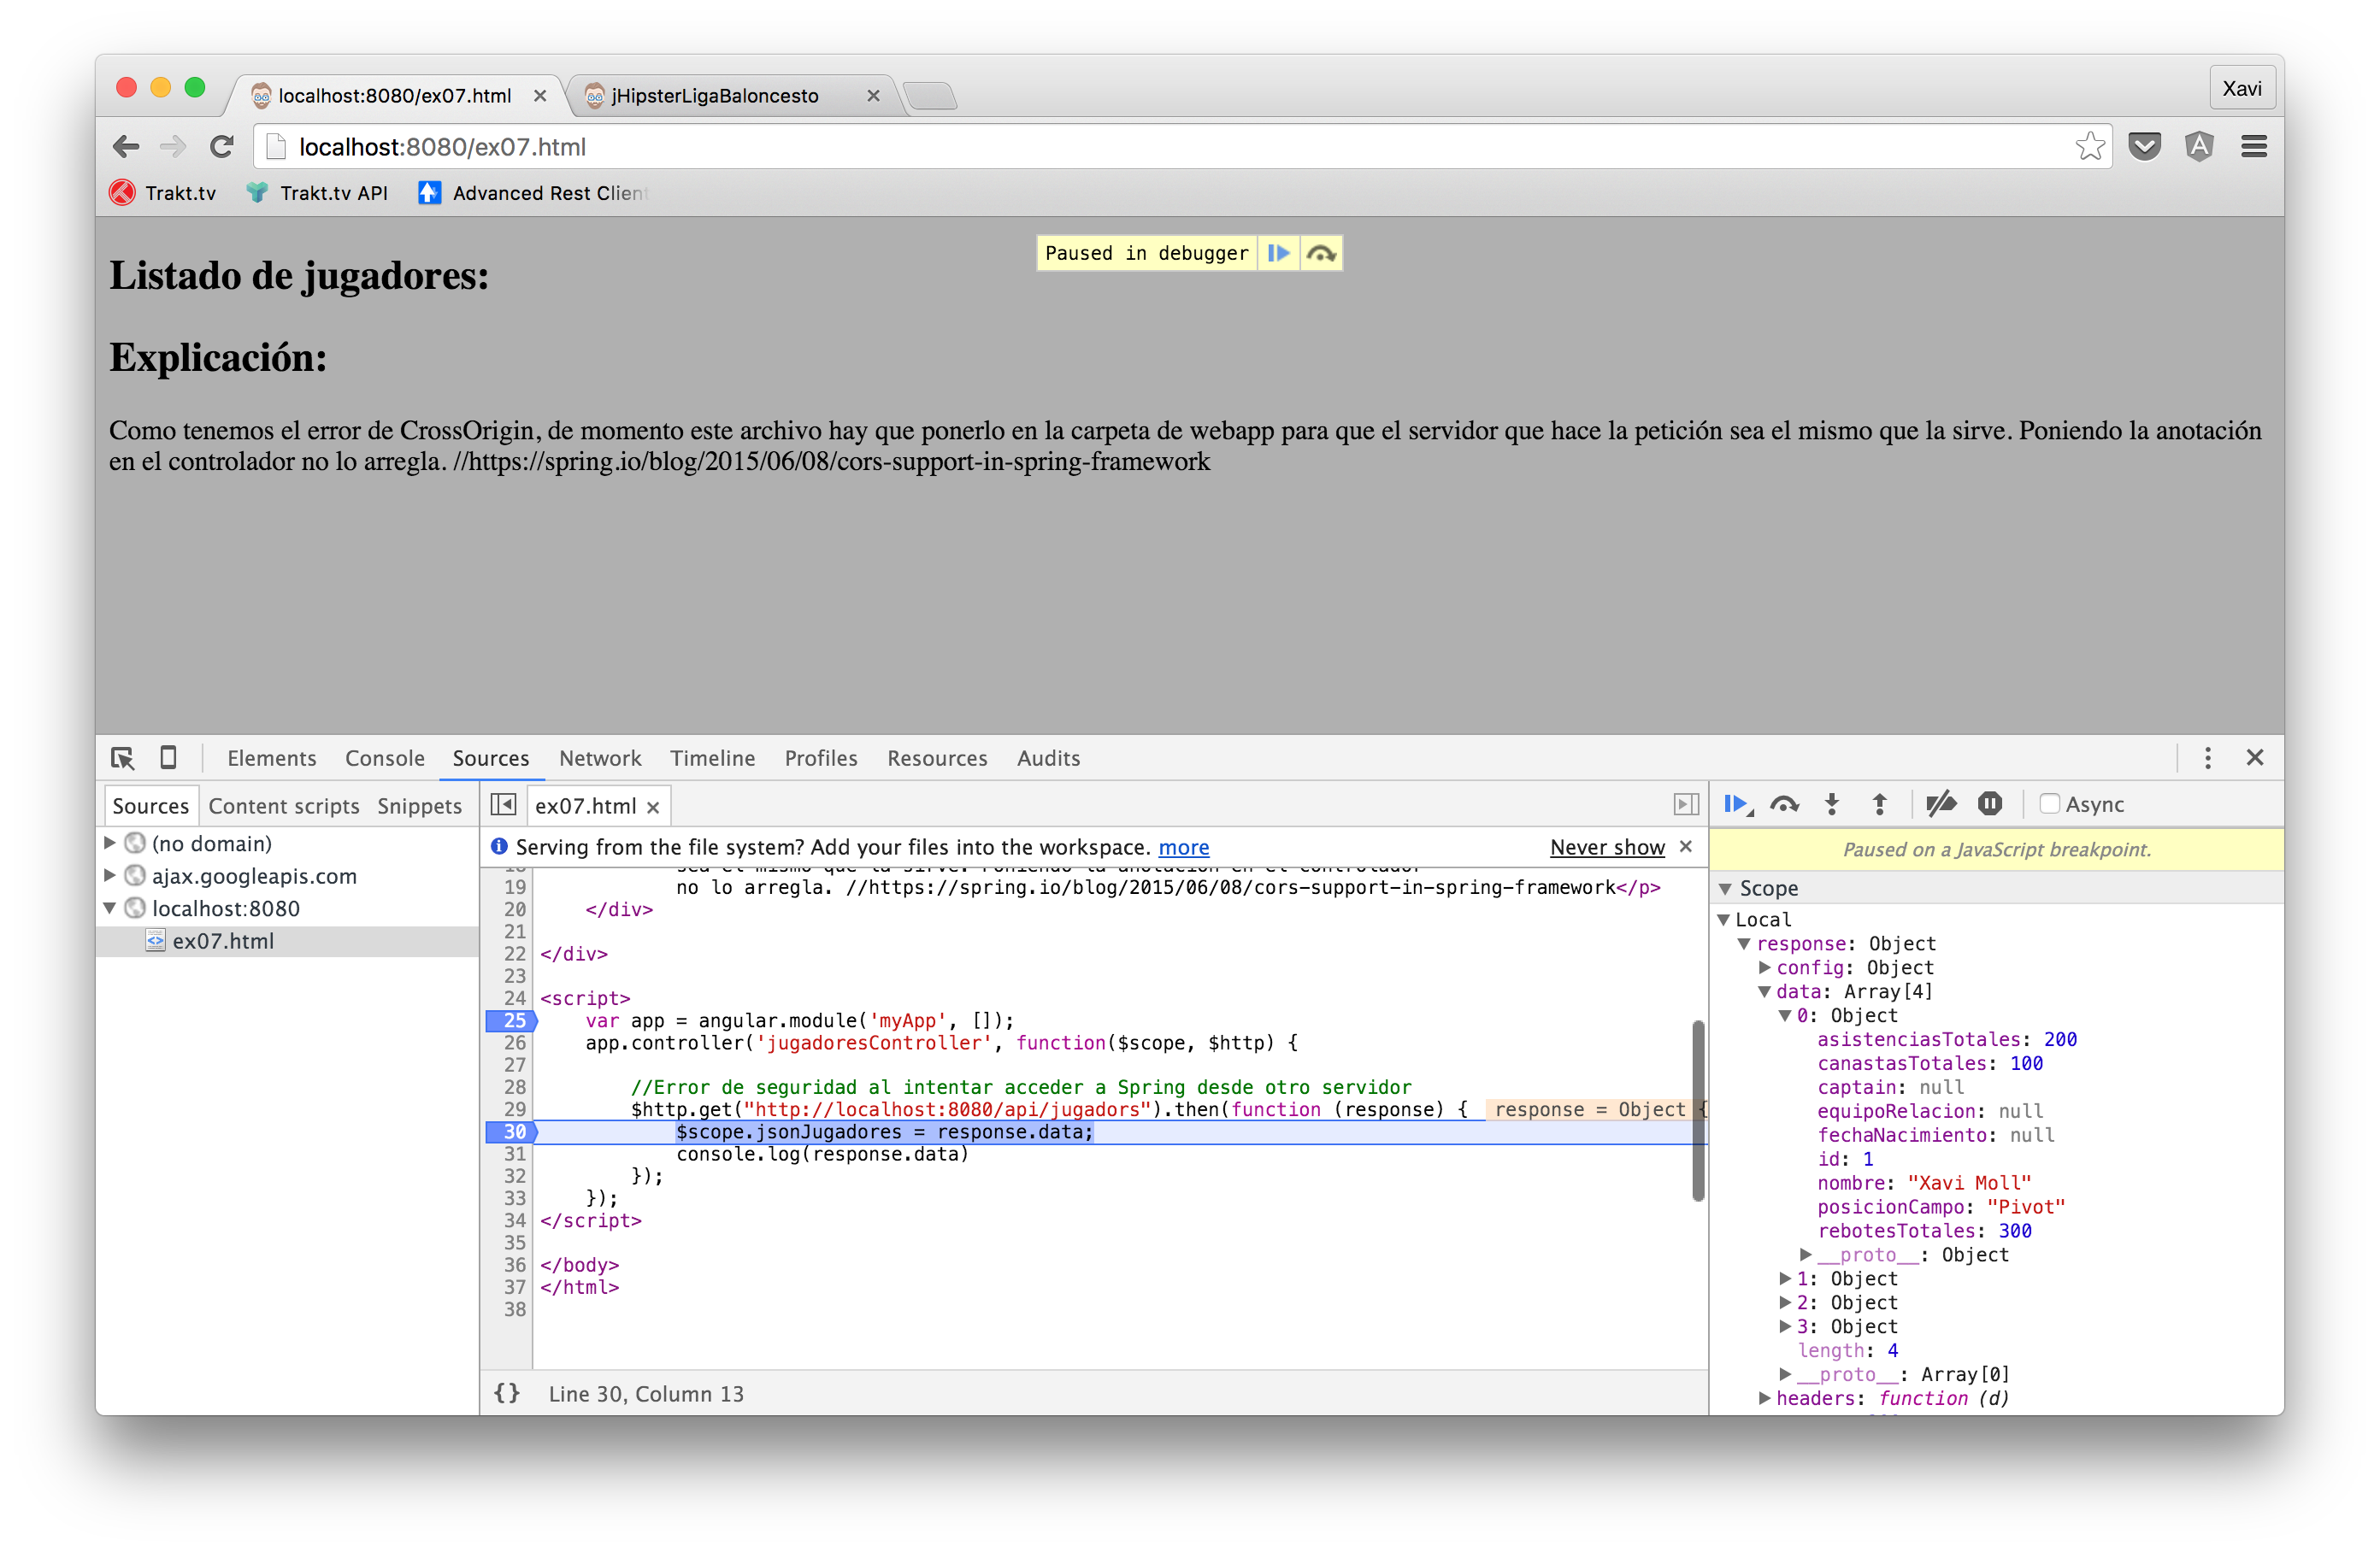 localhost:8080/ex07.html
jHipsterLigaBaloncesto
Xavi
localhost:8080/ex07.html
Trakt.tv
Trakt.tv API
Advanced Rest Client
Paused in debugger
Listado de jugadores:
Explicación:
Como tenemos el error de CrossOrigin, de momento este archivo hay que ponerlo en la carpeta de webapp para que el servidor que hace la petición sea el mismo que la sirve. Poniendo la anotación
en el controlador no lo arregla. //https://spring.io/blog/2015/06/08/cors-support-in-spring-framework
Elements Console Sources Network Timeline Profiles Resources Audits
Sources Content scripts Snippets
(no domain)
ajax.googleapis.com
localhost:8080
ex07.html
ex07.html
Serving from the file system? Add your files into the workspace. more
Never show
19 no lo arregla. //https://spring.io/blog/2015/06/08/cors-support-in-spring-framework</p>
20 </div>
21
22 </div>
23
24 <script>
25 var app = angular.module('myApp', []);
26 app.controller('jugadoresController', function($scope, $http) {
27
28 //Error de seguridad al intentar acceder a Spring desde otro servidor
29 $http.get("http://localhost:8080/api/jugadors").then(function (response) { response = Object {
30 $scope.jsonJugadores = response.data;
31 console.log(response.data)
32 });
33 });
34 </script>
35
36 </body>
37 </html>
38
{} Line 30, Column 13
Async
Paused on a JavaScript breakpoint.
Scope
Local
response: Object
config: Object
data: Array[4]
0: Object
asistenciasTotales: 200
canastasTotales: 100
captain: null
equipoRelacion: null
fechaNacimiento: null
id: 1
nombre: "Xavi Moll"
posicionCampo: "Pivot"
rebotesTotales: 300
__proto__: Object
1: Object
2: Object
3: Object
length: 4
__proto__: Array[0]
headers: function (d)